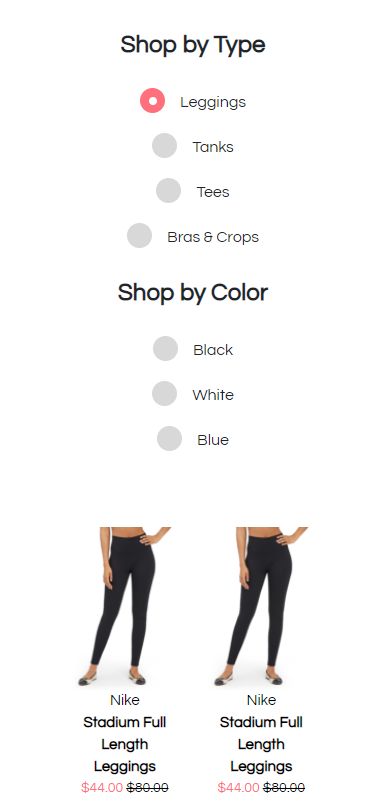 Shop by Type
Leggings
Tanks
Tees
Bras & Crops
Shop by Color
Black
White
Blue
Nike
Stadium Full
Length
Leggings
$44.00 $80.00
Nike
Stadium Full
Length
Leggings
$44.00 $80.00